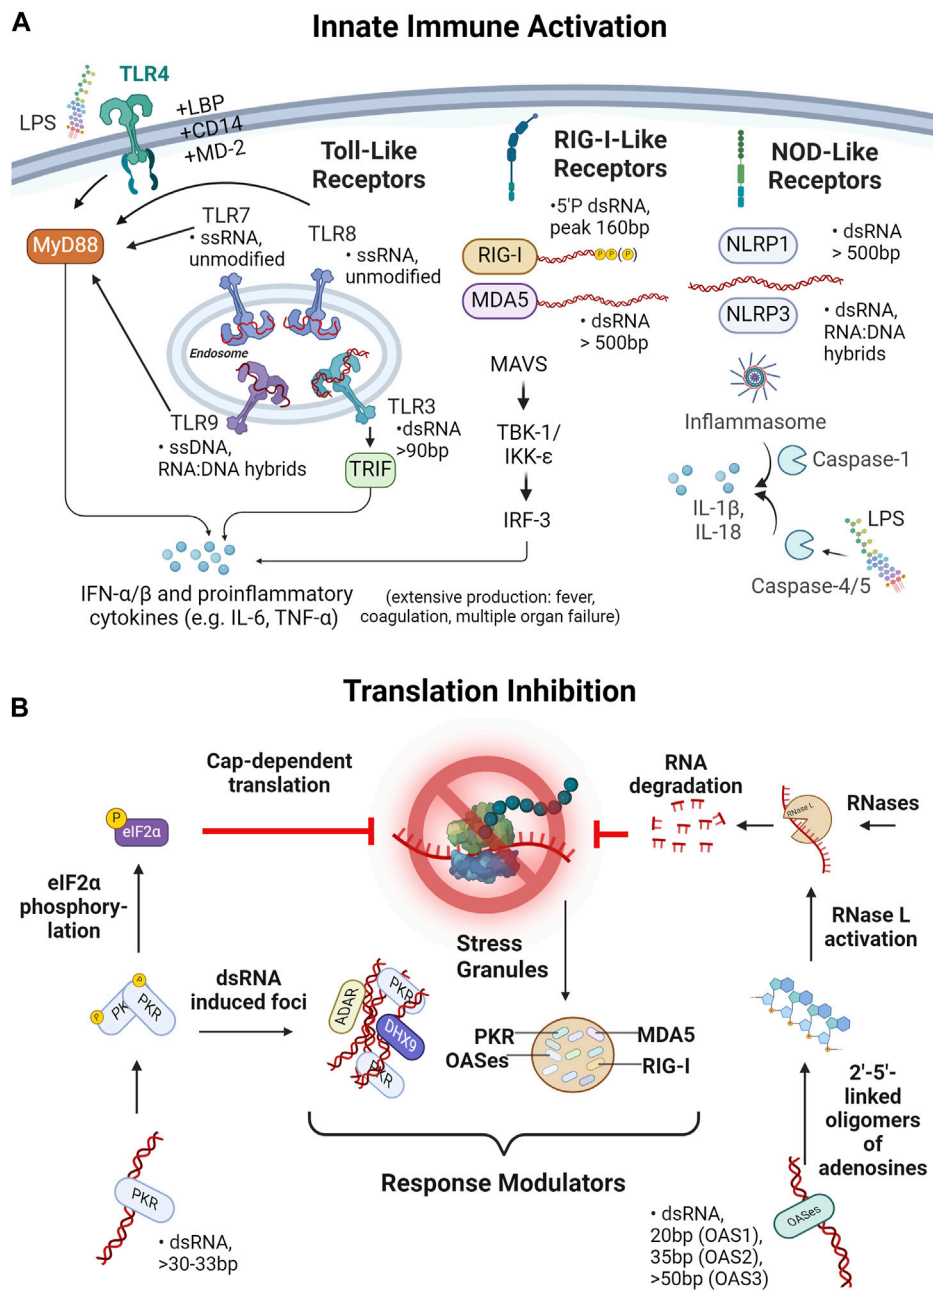 A
Innate Immune Activation
TLR4
LPS
+LBP
+CD14
+MD-2
Toll-Like
Receptors
RIG-I-Like
Receptors
NOD-Like
Receptors
MyD88
TLR7
• ssRNA,
unmodified
TLR8
• ssRNA,
unmodified
Endosome
TLR9
• ssDNA,
RNA:DNA hybrids
TLR3
•dsRNA
>90bp
TRIF
•5'P dsRNA,
peak 160bp
RIG-I
P P (P)
MDA5
• dsRNA
> 500bp
MAVS
TBK-1/
IKK-ε
IRF-3
NLRP1
• dsRNA
> 500bp
NLRP3
• dsRNA,
RNA:DNA
hybrids
Inflammasome
Caspase-1
IL-1β,
IL-18
LPS
Caspase-4/5
IFN-α/β and proinflammatory
cytokines (e.g. IL-6, TNF-α)
(extensive production: fever,
coagulation, multiple organ failure)
B
Translation Inhibition
Cap-dependent
translation
RNA
degradation
RNase L
RNases
P
eIF2α
eIF2α
phosphory-
lation
RNase L
activation
Stress
Granules
P
P
PK
PKR
dsRNA
induced foci
ADAR
PKR
DHX9
PKR
PKR
OASes
MDA5
RIG-I
2'-5'-
linked
oligomers
of
adenosines
Response Modulators
PKR
• dsRNA,
>30-33bp
OASes
• dsRNA,
20bp (OAS1),
35bp (OAS2),
>50bp (OAS3)